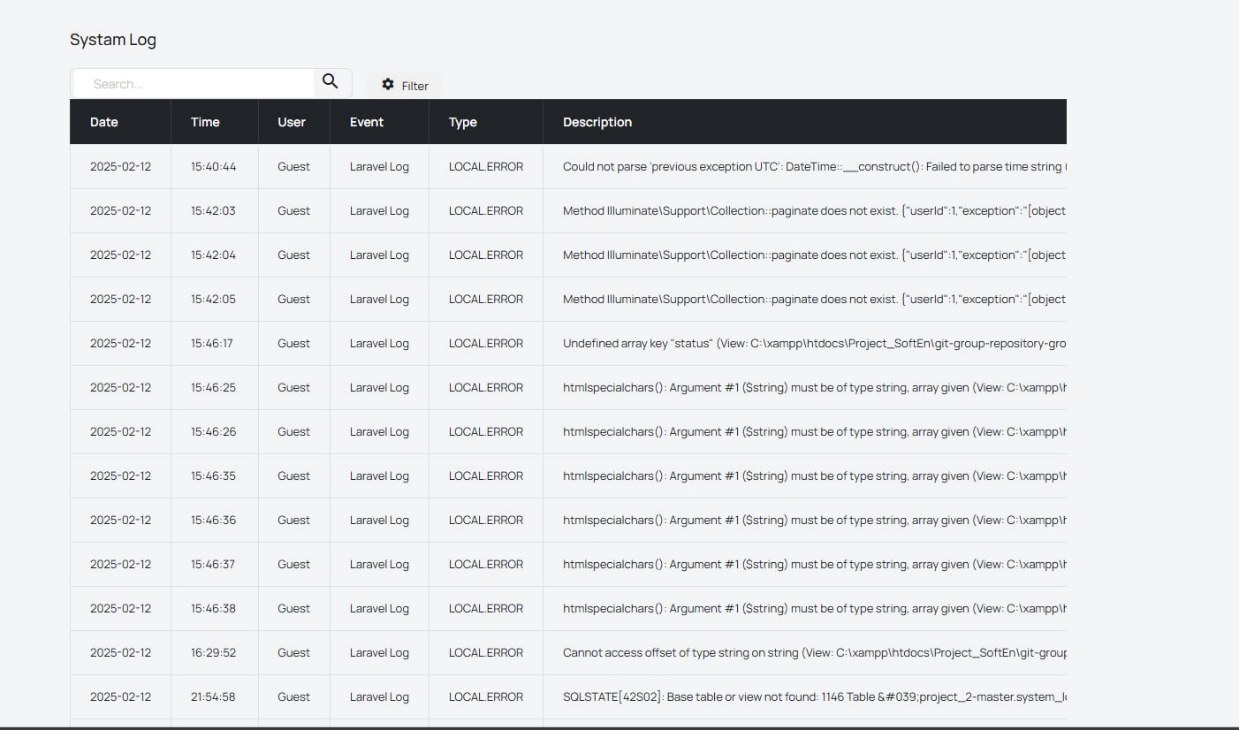 Systam Log
Search...
Filter
Date Time User Event Type Description
2025-02-12 15:40:44 Guest Laravel Log LOCAL.ERROR Could not parse 'previous exception UTC': DateTime::__construct(): Failed to parse time string (
2025-02-12 15:42:03 Guest Laravel Log LOCAL.ERROR Method Illuminate\Support\Collection::paginate does not exist. {"userId":1,"exception":"[object
2025-02-12 15:42:04 Guest Laravel Log LOCAL.ERROR Method Illuminate\Support\Collection::paginate does not exist. {"userId":1,"exception":"[object
2025-02-12 15:42:05 Guest Laravel Log LOCAL.ERROR Method Illuminate\Support\Collection::paginate does not exist. {"userId":1,"exception":"[object
2025-02-12 15:46:17 Guest Laravel Log LOCAL.ERROR Undefined array key "status" (View: C:\xampp\htdocs\Project_SoftEn\git-group-repository-gro
2025-02-12 15:46:25 Guest Laravel Log LOCAL.ERROR htmlspecialchars(): Argument #1 ($string) must be of type string, array given (View: C:\xampp\h
2025-02-12 15:46:26 Guest Laravel Log LOCAL.ERROR htmlspecialchars(): Argument #1 ($string) must be of type string, array given (View: C:\xampp\h
2025-02-12 15:46:35 Guest Laravel Log LOCAL.ERROR htmlspecialchars(): Argument #1 ($string) must be of type string, array given (View: C:\xampp\h
2025-02-12 15:46:36 Guest Laravel Log LOCAL.ERROR htmlspecialchars(): Argument #1 ($string) must be of type string, array given (View: C:\xampp\h
2025-02-12 15:46:37 Guest Laravel Log LOCAL.ERROR htmlspecialchars(): Argument #1 ($string) must be of type string, array given (View: C:\xampp\h
2025-02-12 15:46:38 Guest Laravel Log LOCAL.ERROR htmlspecialchars(): Argument #1 ($string) must be of type string, array given (View: C:\xampp\h
2025-02-12 16:29:52 Guest Laravel Log LOCAL.ERROR Cannot access offset of type string on string (View: C:\xampp\htdocs\Project_SoftEn\git-group
2025-02-12 21:54:58 Guest Laravel Log LOCAL.ERROR SQLSTATE[42S02]: Base table or view not found: 1146 Table &#039;project_2-master.system_lo